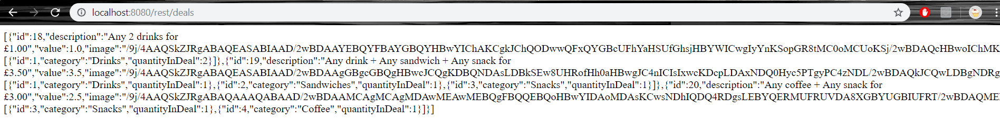 localhost:8080/rest/deals
[{"id":18,"description":"Any 2 drinks for
£1.00","value":1.0,"image":"/9j/4AAQSkZJRgABAQEASABIAAD/2wBDAAYEBQYFBAYGBQYHBwYIChAKCgkJChQODwwQFxQYGBcUFhYaHSUfGhsjHBYWICwgIyYnKSopGR8tMC0oMCUoKSj/2wBDAQcHBwoIChMK
[{"id":1,"category":"Drinks","quantityInDeal":2}]},{"id":19,"description":"Any drink + Any sandwich + Any snack for
£3.50","value":3.5,"image":"/9j/4AAQSkZJRgABAQEASABIAAD/2wBDAAgGBgcGBQgHBwcJCQgKDBQNDAsLDBkSEw8UHRofHh0aHBwgJC4nICIsIxwcKDcpLDAxNDQ0Hyc5PTgyPC4zNDL/2wBDAQkJCQwLDBgNDRg
[{"id":1,"category":"Drinks","quantityInDeal":1},{"id":2,"category":"Sandwiches","quantityInDeal":1},{"id":3,"category":"Snacks","quantityInDeal":1}]},{"id":20,"description":"Any coffee + Any snack for
£3.00","value":2.5,"image":"/9j/4AAQSkZJRgABAQAAAQABAAD/2wBDAAMCAgMCAgMDAwMEAwMEBQgFBQQEBQoHBwYIDAoMDAsKCwsNDhIQDQ4RDgsLEBYQERMUFRUVDA8XGBYUGBIUFRT/2wBDAQME
[{"id":3,"category":"Snacks","quantityInDeal":1},{"id":4,"category":"Coffee","quantityInDeal":1}]}]